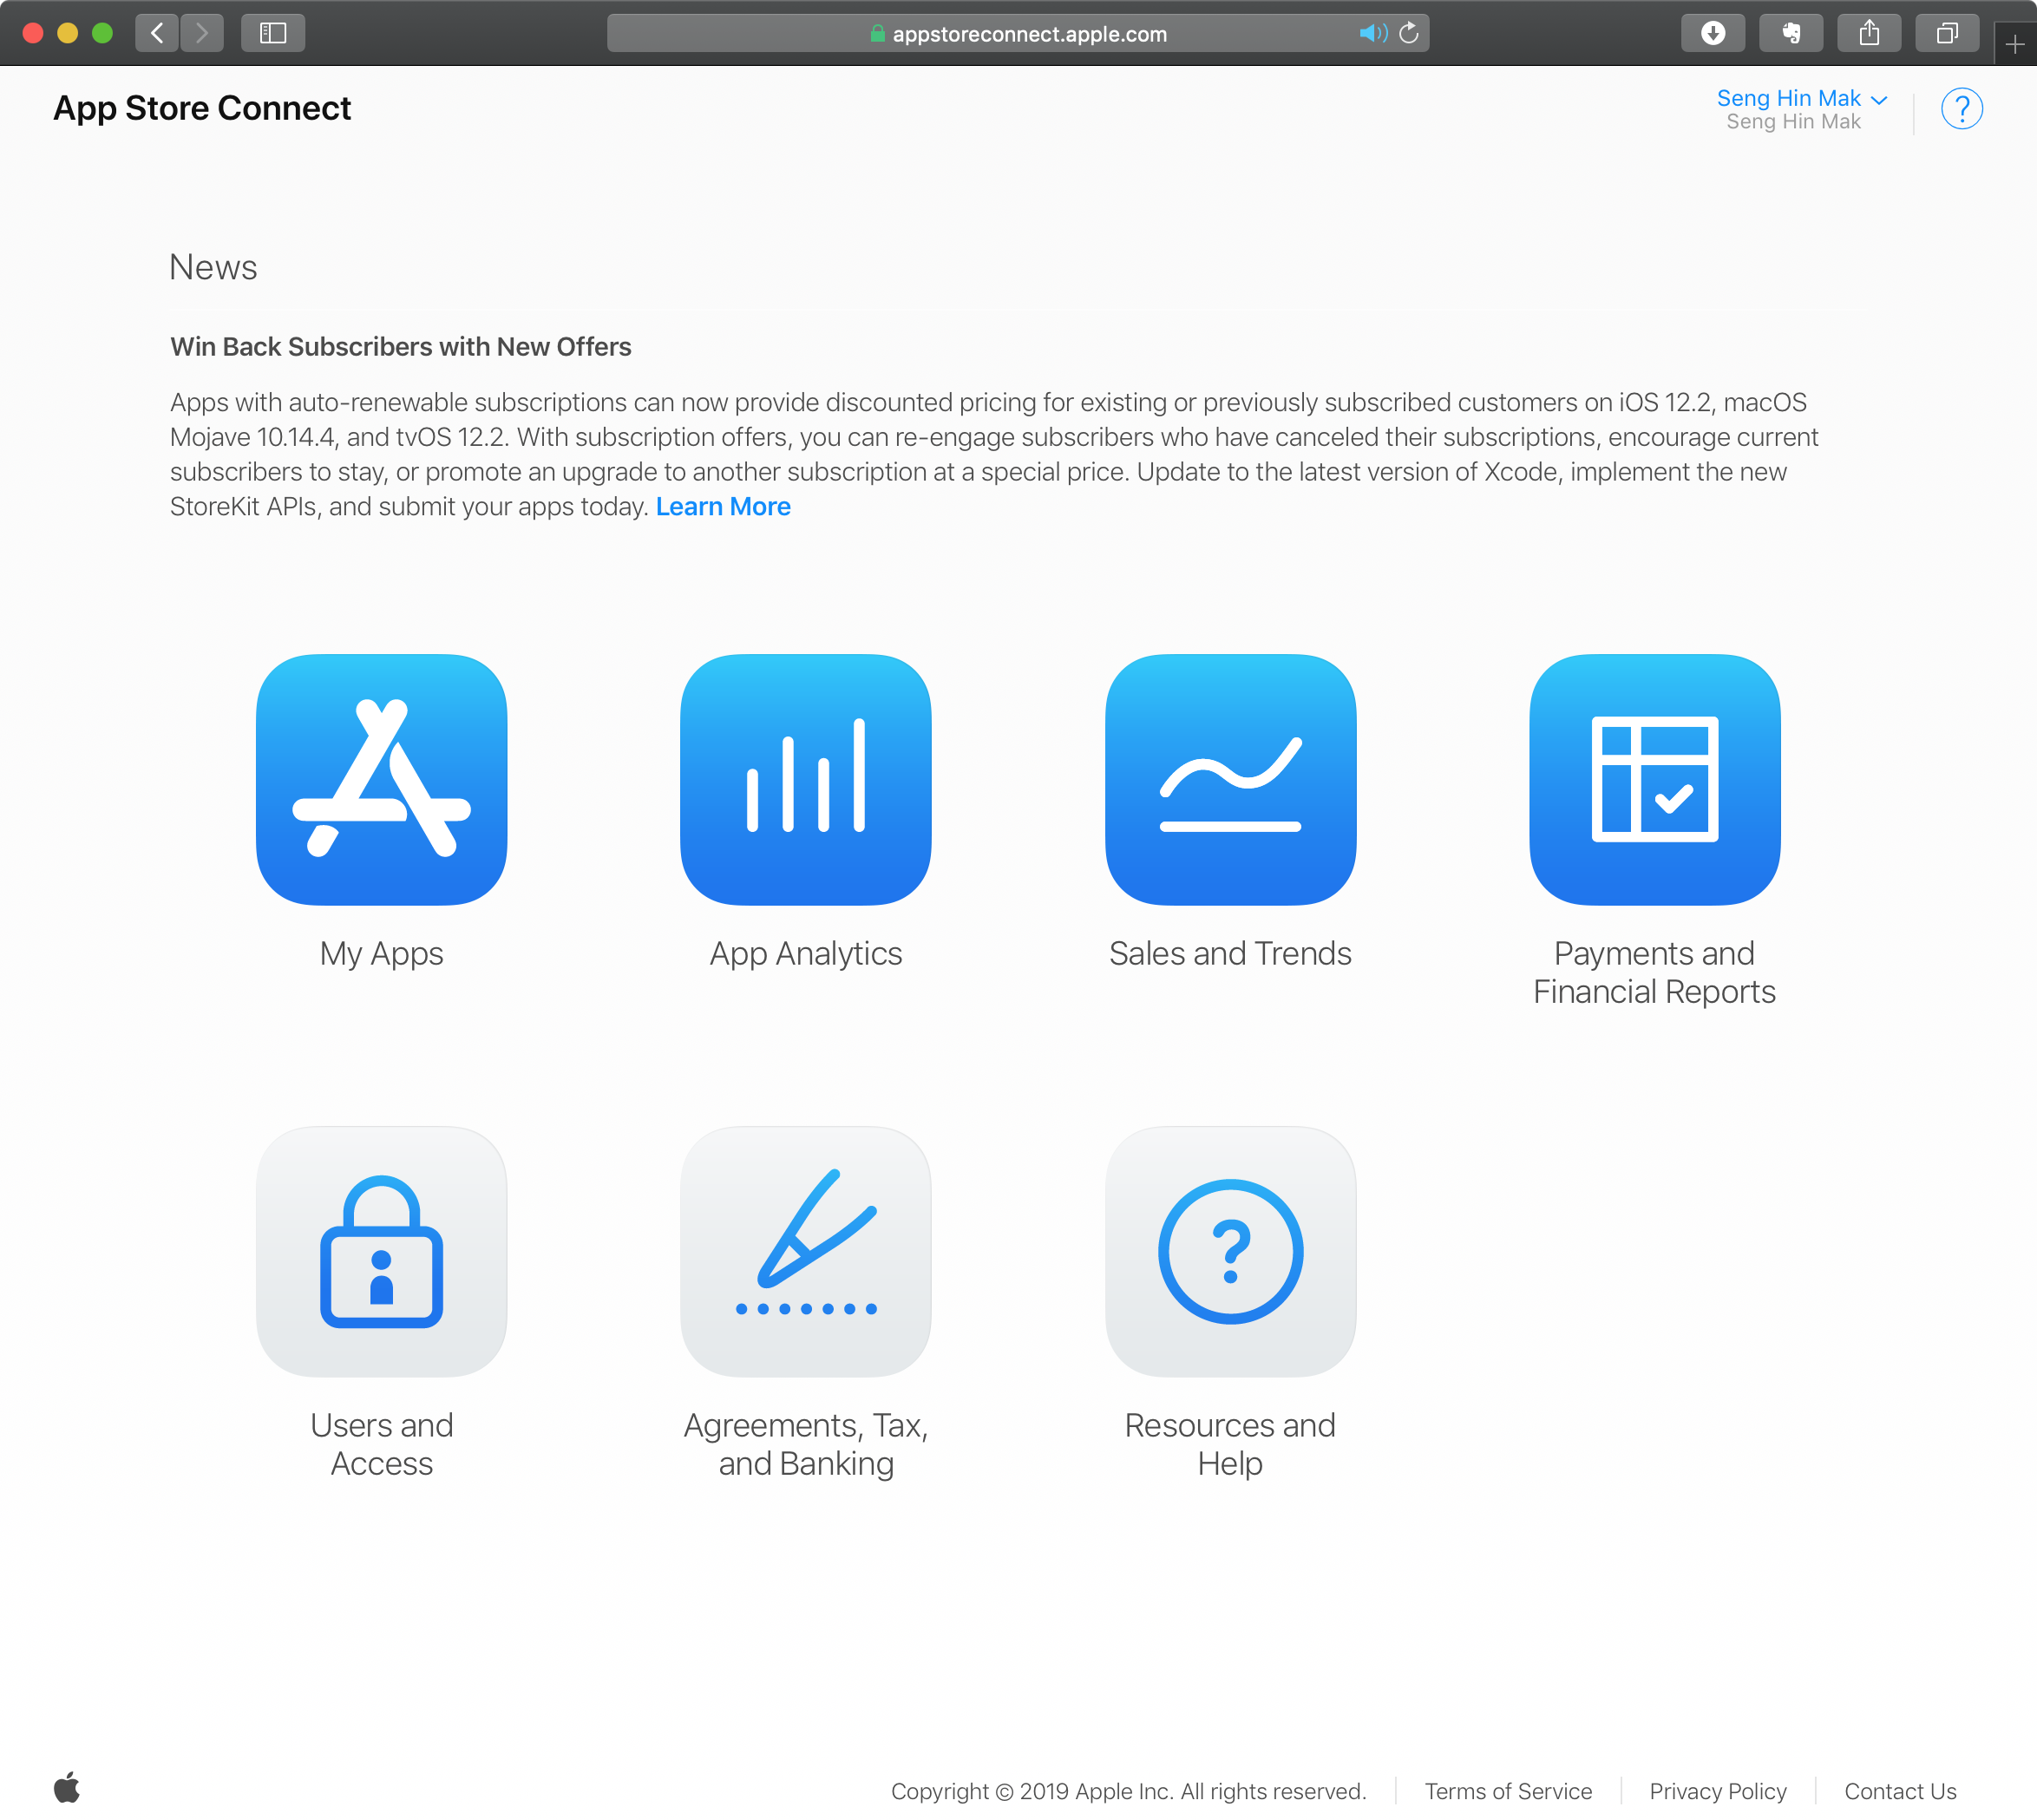 appstoreconnect.apple.com
App Store Connect
Seng Hin Mak
Seng Hin Mak
?
News
Win Back Subscribers with New Offers
Apps with auto-renewable subscriptions can now provide discounted pricing for existing or previously subscribed customers on iOS 12.2, macOS
Mojave 10.14.4, and tvOS 12.2. With subscription offers, you can re-engage subscribers who have canceled their subscriptions, encourage current
subscribers to stay, or promote an upgrade to another subscription at a special price. Update to the latest version of Xcode, implement the new
StoreKit APIs, and submit your apps today. Learn More
My Apps
App Analytics
Sales and Trends
Payments and
Financial Reports
?
Users and
Access
Agreements, Tax,
and Banking
Resources and
Help
Copyright © 2019 Apple Inc. All rights reserved.
Terms of Service
Privacy Policy
Contact Us